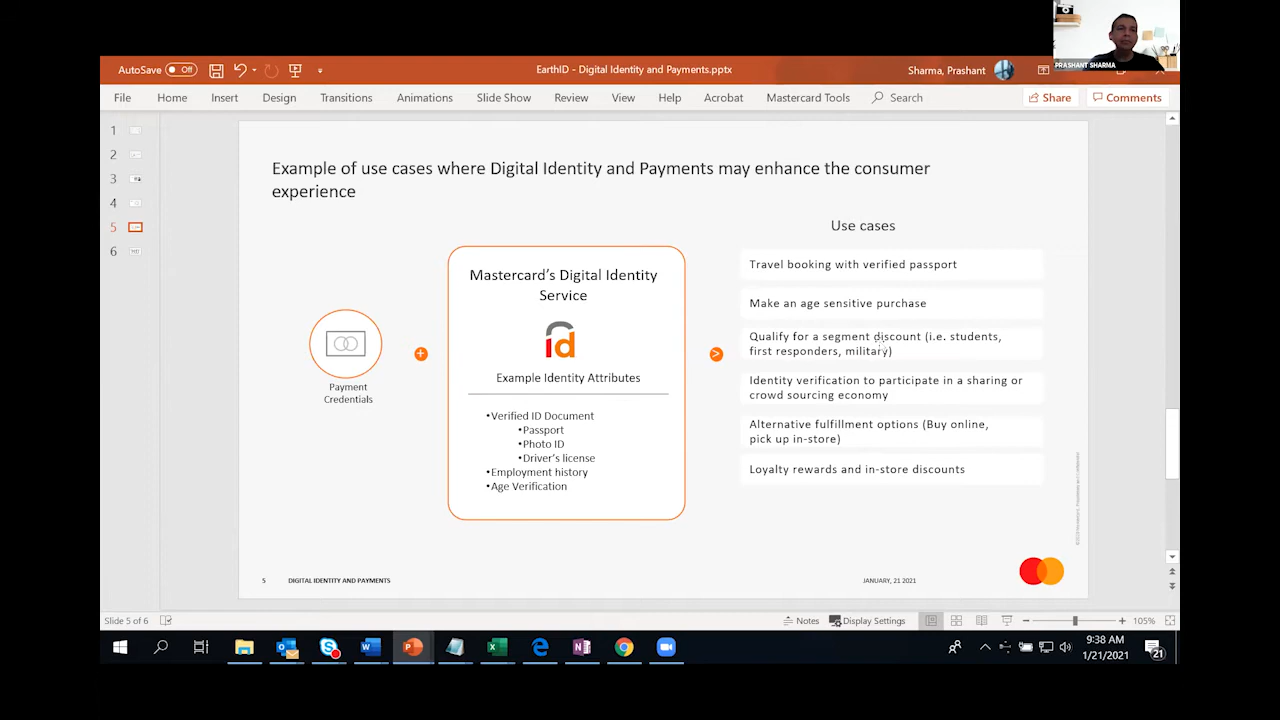 PRASHANT SHARMA
AutoSave Off
EarthID - Digital Identity and Payments.pptx
Sharma, Prashant
File Home Insert Design Transitions Animations Slide Show Review View Help Acrobat Mastercard Tools Search Share Comments
1
2
3
4
5
6
Example of use cases where Digital Identity and Payments may enhance the consumer
experience
Payment
Credentials
+
Mastercard's Digital Identity
Service
id
Example Identity Attributes
•Verified ID Document
•Passport
•Photo ID
•Driver's license
•Employment history
•Age Verification
>
Use cases
Travel booking with verified passport
Make an age sensitive purchase
Qualify for a segment discount (i.e. students,
first responders, military)
Identity verification to participate in a sharing or
crowd sourcing economy
Alternative fulfillment options (Buy online,
pick up in-store)
Loyalty rewards and in-store discounts
5 DIGITAL IDENTITY AND PAYMENTS
JANUARY, 21 2021
Slide 5 of 6
Notes Display Settings 105%
9:38 AM
1/21/2021
21